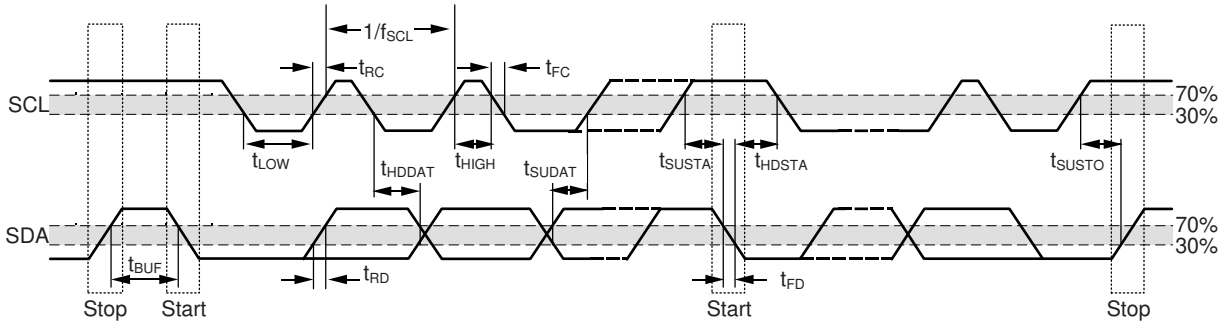 1/fSCL
tRC
tFC
SCL
70%
30%
tLOW
tHDDAT
tHIGH
tSUDAT
tSUSTA
tHDSTA
tSUSTO
SDA
70%
30%
tBUF
tRD
tFD
Stop
Start
Start
Stop